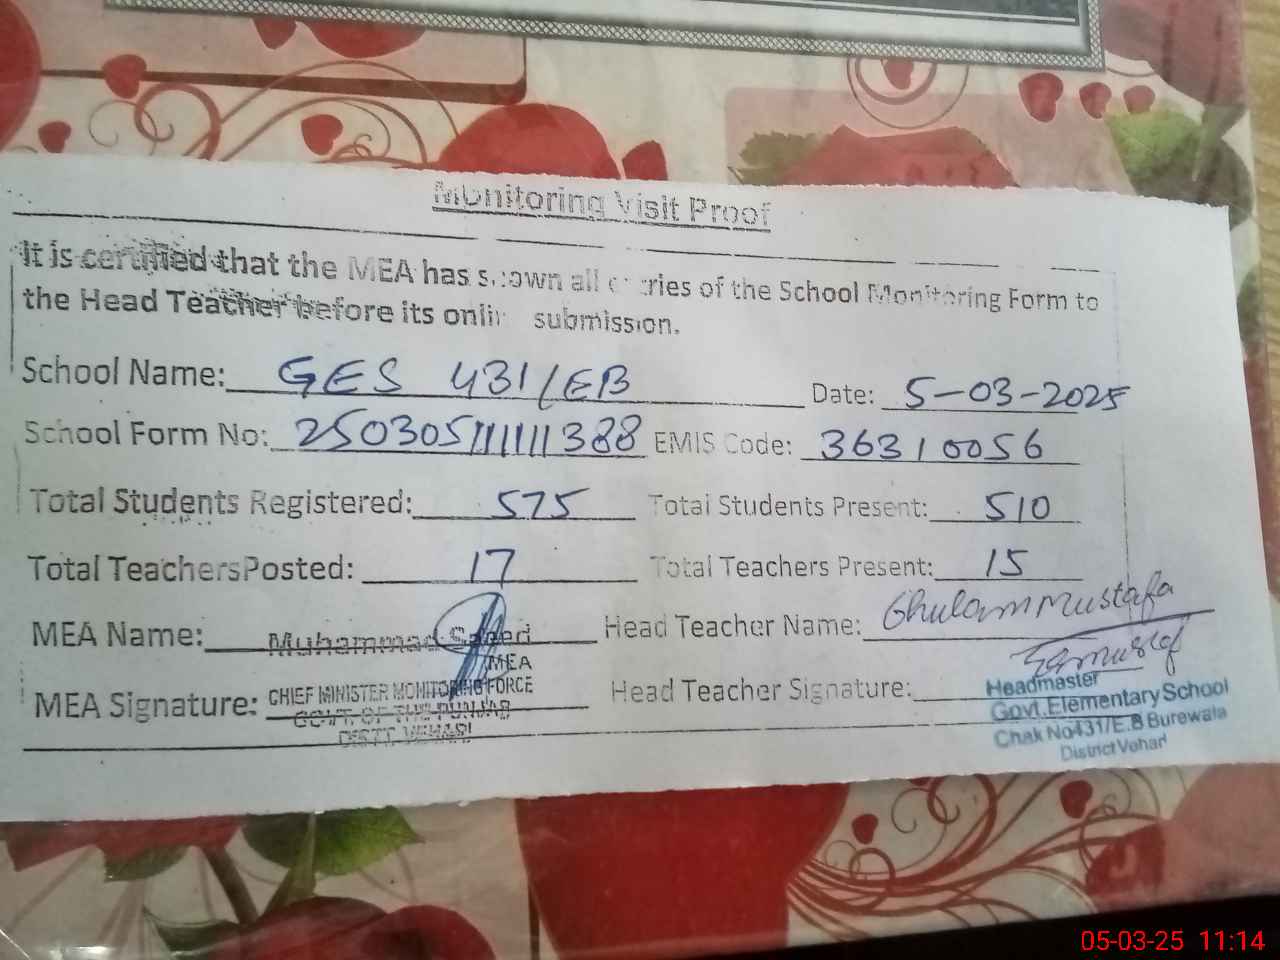 Monitoring Visit Proof
It is certified that the MEA has shown all entries of the School Monitoring Form to
the Head Teacher before its online submission.
School Name: GES 431/EB Date: 5-03-2025
School Form No: 250305111111388 EMIS Code: 36310056
Total Students Registered: 575 Total Students Present: 510
Total TeachersPosted: 17 Total Teachers Present: 15
MEA Name: Muhammad Saeed Head Teacher Name: Ghulam Mustafa
MEA
MEA Signature: CHIEF MINISTER MONITORING FORCE Head Teacher Signature:
GOVT. OF THE PUNJAB
DISTT. VEHARI
Headmaster
Govt. Elementary School
Chak No431/E.B Burewala
District Vehari
05-03-25 11:14